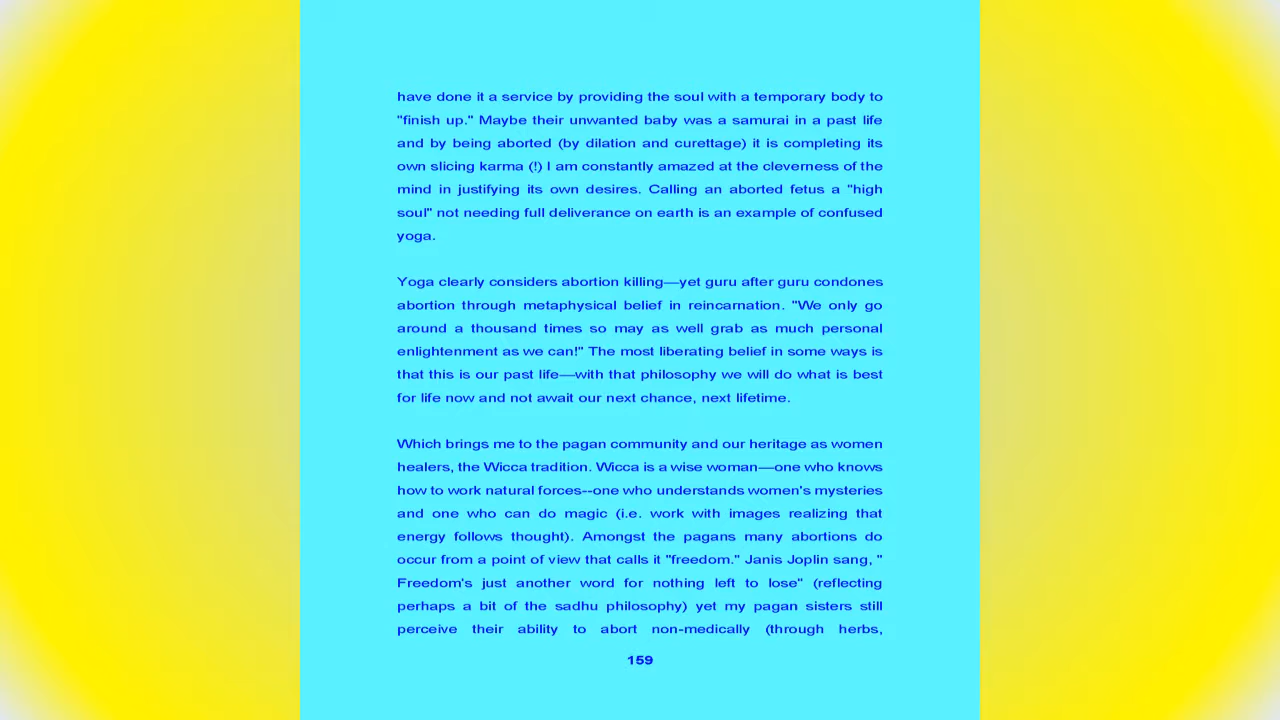 have done it a service by providing the soul with a temporary body to
"finish up." Maybe their unwanted baby was a samurai in a past life
and by being aborted (by dilation and curettage) it is completing its
own slicing karma (!) I am constantly amazed at the cleverness of the
mind in justifying its own desires. Calling an aborted fetus a "high
soul" not needing full deliverance on earth is an example of confused
yoga.
Yoga clearly considers abortion killing—yet guru after guru condones
abortion through metaphysical belief in reincarnation. "We only go
around a thousand times so may as well grab as much personal
enlightenment as we can!" The most liberating belief in some ways is
that this is our past life—with that philosophy we will do what is best
for life now and not await our next chance, next lifetime.
Which brings me to the pagan community and our heritage as women
healers, the Wicca tradition. Wicca is a wise woman—one who knows
how to work natural forces--one who understands women's mysteries
and one who can do magic (i.e. work with images realizing that
energy follows thought). Amongst the pagans many abortions do
occur from a point of view that calls it "freedom." Janis Joplin sang, "
Freedom's just another word for nothing left to lose" (reflecting
perhaps a bit of the sadhu philosophy) yet my pagan sisters still
perceive their ability to abort non-medically (through herbs,
159